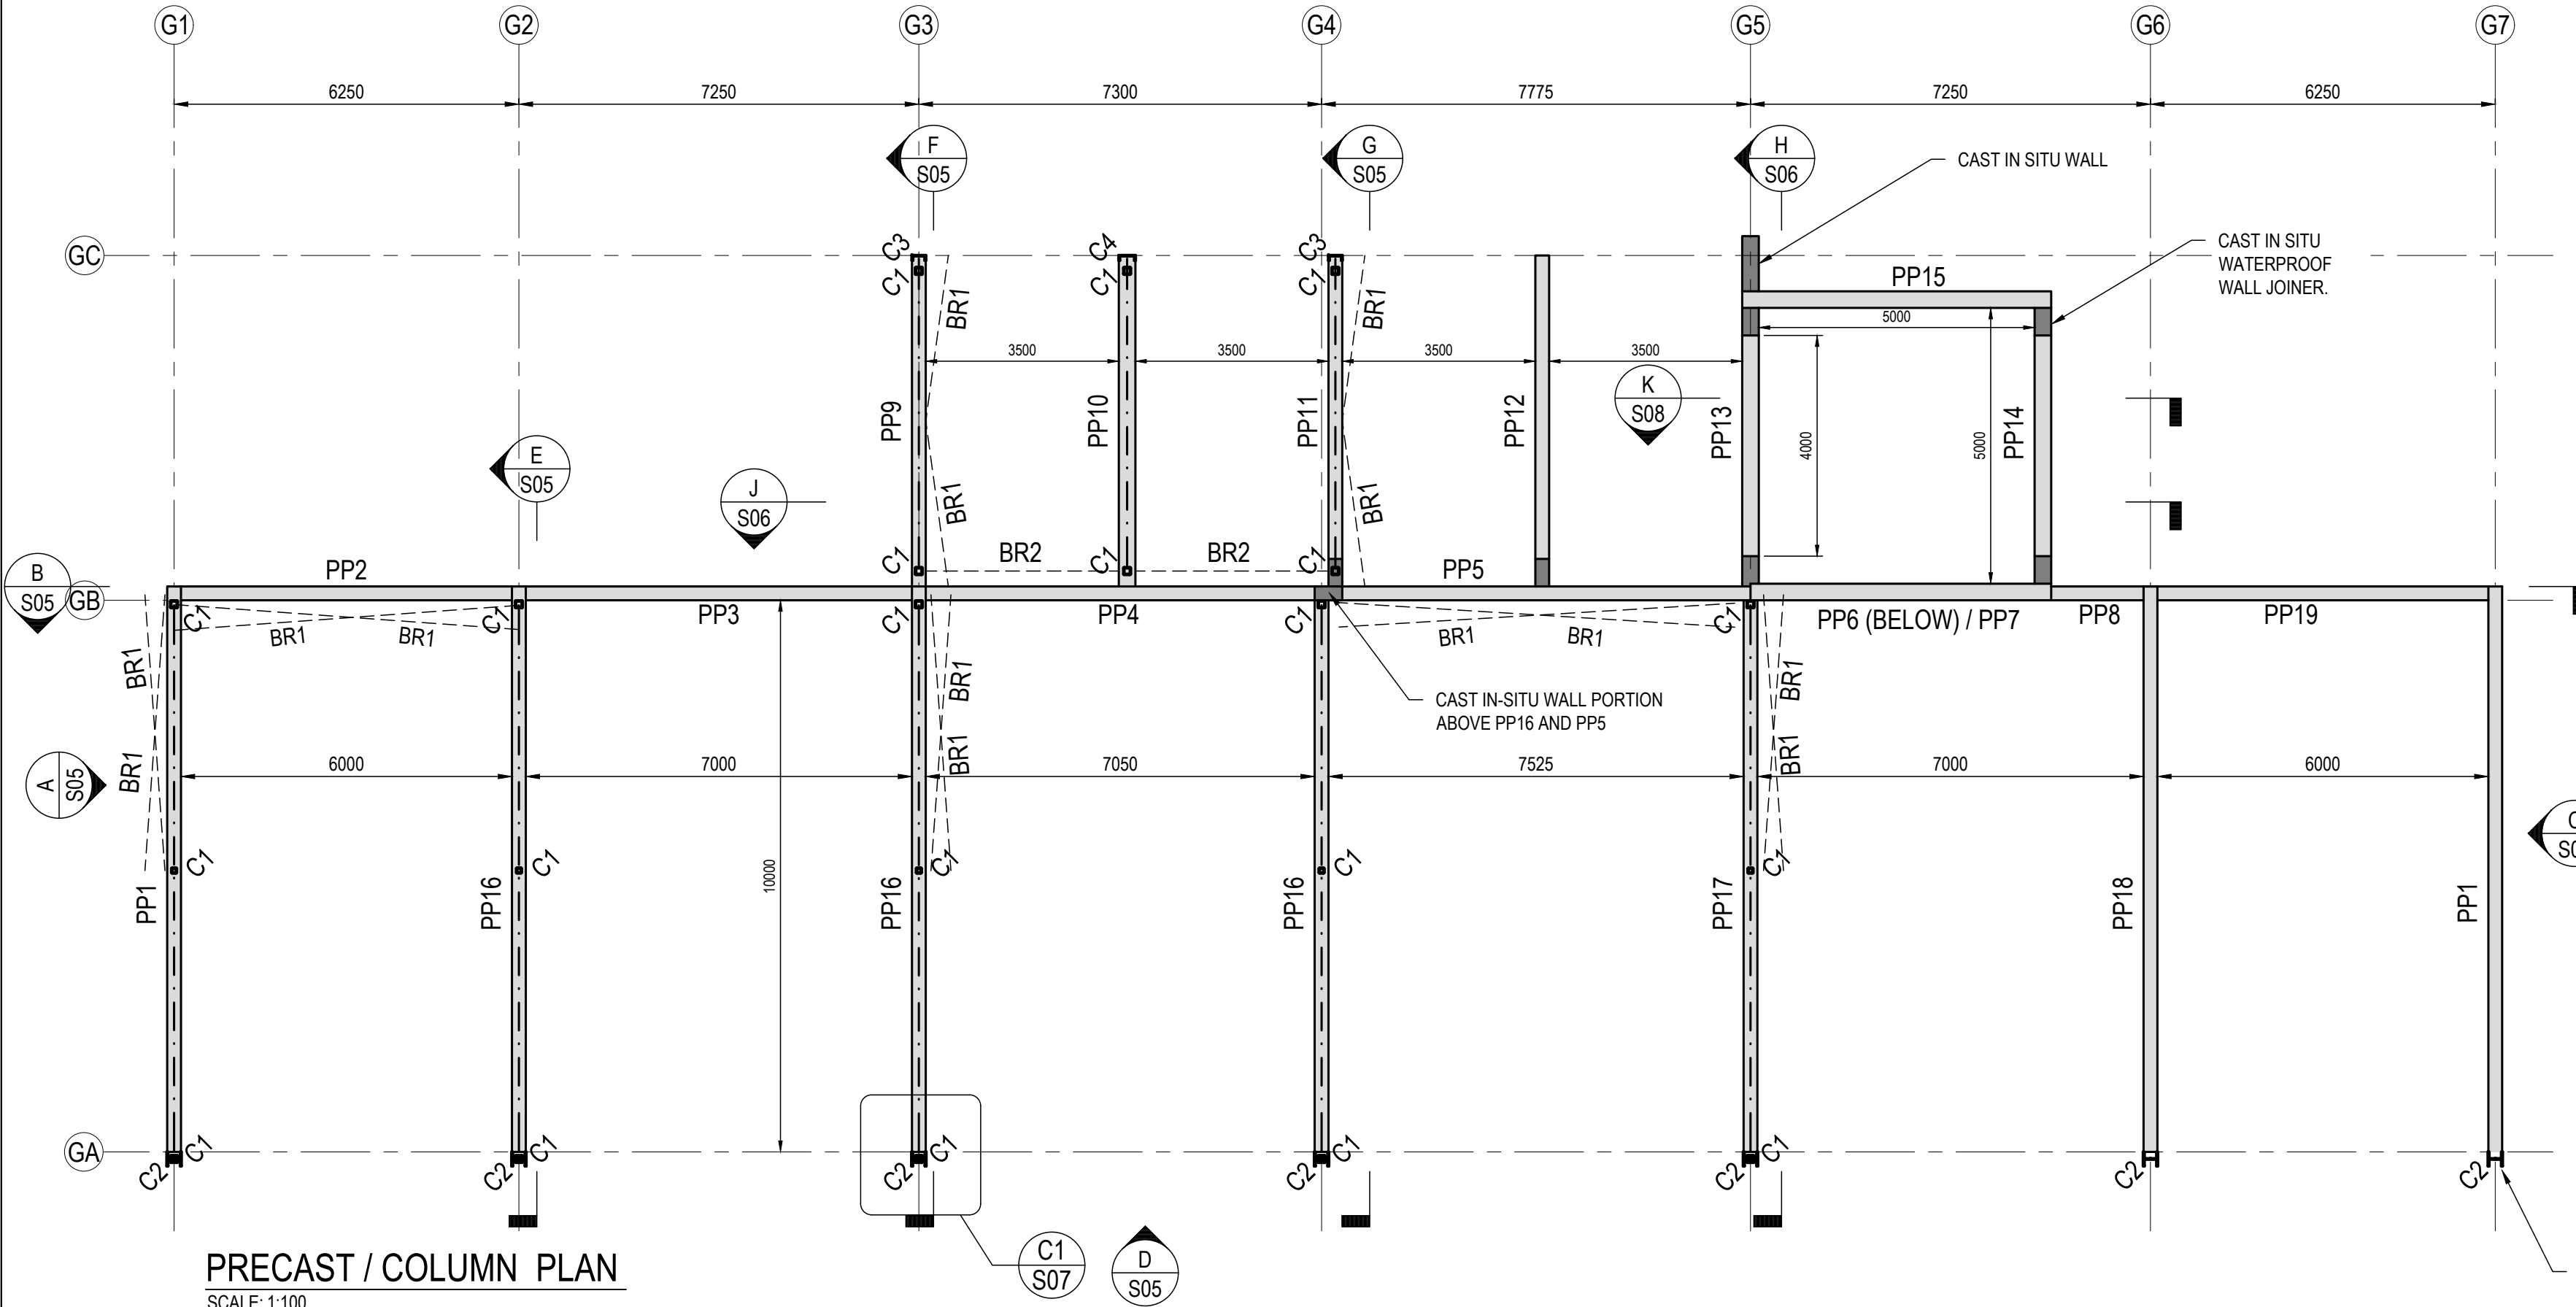 G1 G2 G3 G4 G5 G6 G7
6250 7250 7300 7775 7250 6250
F
S05
G
S05
H
S06
CAST IN SITU WALL
CAST IN SITU
WATERPROOF
WALL JOINER.
GC
C3 C4 C3
C1 C1 C1
BR1 BR1
PP15
5000
3500 3500 3500 3500
K
S08
PP9 PP10 PP11 PP12 PP13 4000 5000 PP14
E
S05
J
S06
BR1 BR1
C1 BR2 C1 BR2 C1
PP2 PP5
B
S05
GB
C1 C1 PP3 C1 PP4 C1 C1 PP6 (BELOW) / PP7 PP8 PP19
BR1 BR1 BR1 BR1
BR1 BR1 BR1
CAST IN-SITU WALL PORTION
ABOVE PP16 AND PP5
BR1 BR1 BR1
6000 7000 7050 7525 7000 6000
A
S05
C1 C1 C1 C1 C1
PP1 PP16 10000 PP16 PP16 PP17 PP18 PP1
GA
C1 C1 C1 C1 C1
C2 C2 C2 C2 C2 C2 C2
C1
S07
D
S05
PRECAST / COLUMN PLAN
SCALE: 1:100